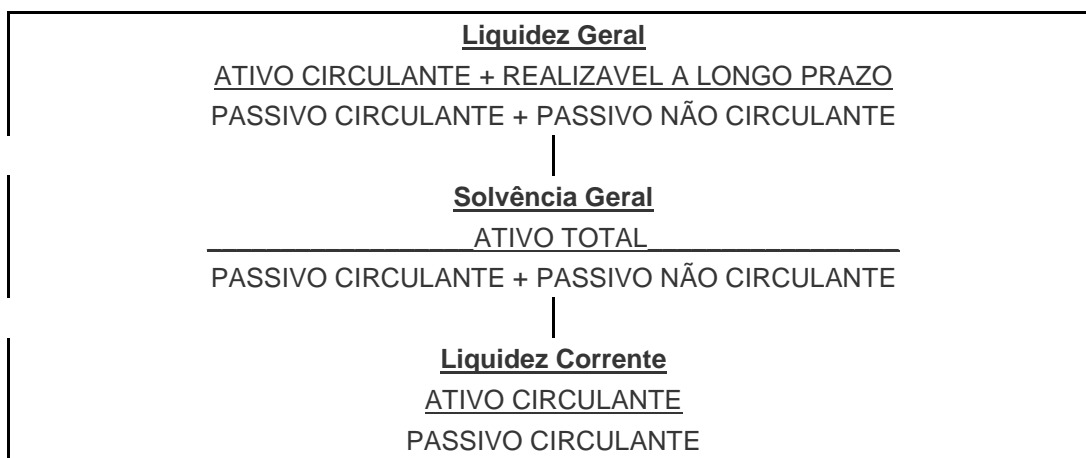 Liquidez Geral
ATIVO CIRCULANTE + REALIZAVEL A LONGO PRAZO
PASSIVO CIRCULANTE + PASSIVO NÃO CIRCULANTE
Solvência Geral
ATIVO TOTAL
PASSIVO CIRCULANTE + PASSIVO NÃO CIRCULANTE
Liquidez Corrente
ATIVO CIRCULANTE
PASSIVO CIRCULANTE